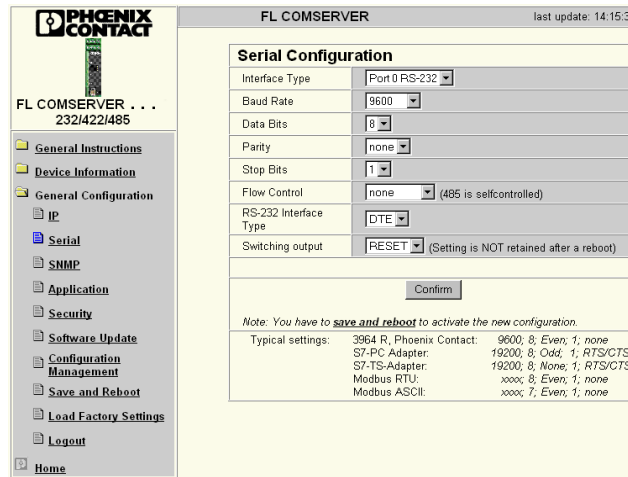 PHŒNIX
CONTACT
FL COMSERVER . . .
232/422/485
General Instructions
Device Information
General Configuration
IP
Serial
SNMP
Application
Security
Software Update
Configuration
Management
Save and Reboot
Load Factory Settings
Logout
Home
FL COMSERVER
last update: 14:15:3
Serial Configuration
Interface Type Port 0 RS-232
Baud Rate 9600
Data Bits 8
Parity none
Stop Bits 1
Flow Control none (485 is selfcontrolled)
RS-232 Interface
Type DTE
Switching output RESET (Setting is NOT retained after a reboot)
Confirm
Note: You have to save and reboot to activate the new configuration.
Typical settings: 3964 R, Phoenix Contact: 9600; 8; Even; 1; none
S7-PC Adapter: 19200; 8; Odd; 1; RTS/CTS
S7-TS-Adapter: 19200; 8; None; 1; RTS/CTS
Modbus RTU: xxxx; 8; Even; 1; none
Modbus ASCII: xxxx; 7; Even; 1; none